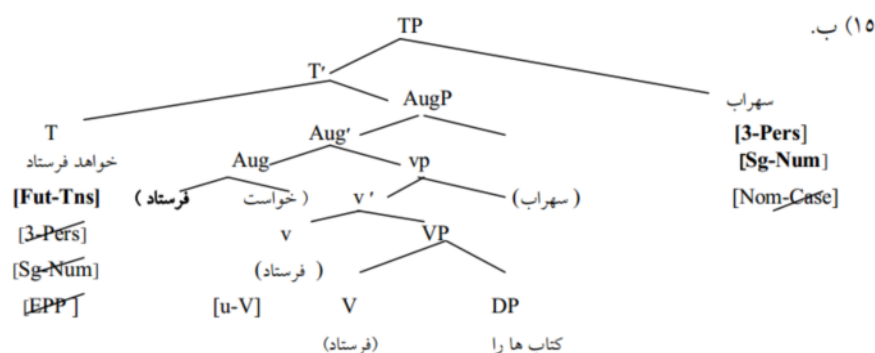 ۱۵) ب.
TP
T′
سهراب
AugP
T
Aug′
[3-Pers]
خواهد فرستاد
Aug
vp
[Sg-Num]
[Fut-Tns]
(فرستاد
(خواست
v′
(سهراب)
[Nom-Case]
[3-Pers]
v
VP
[Sg-Num]
(فرستاد)
[EPP]
[u-V]
V
DP
(فرستاد)
کتاب ها را